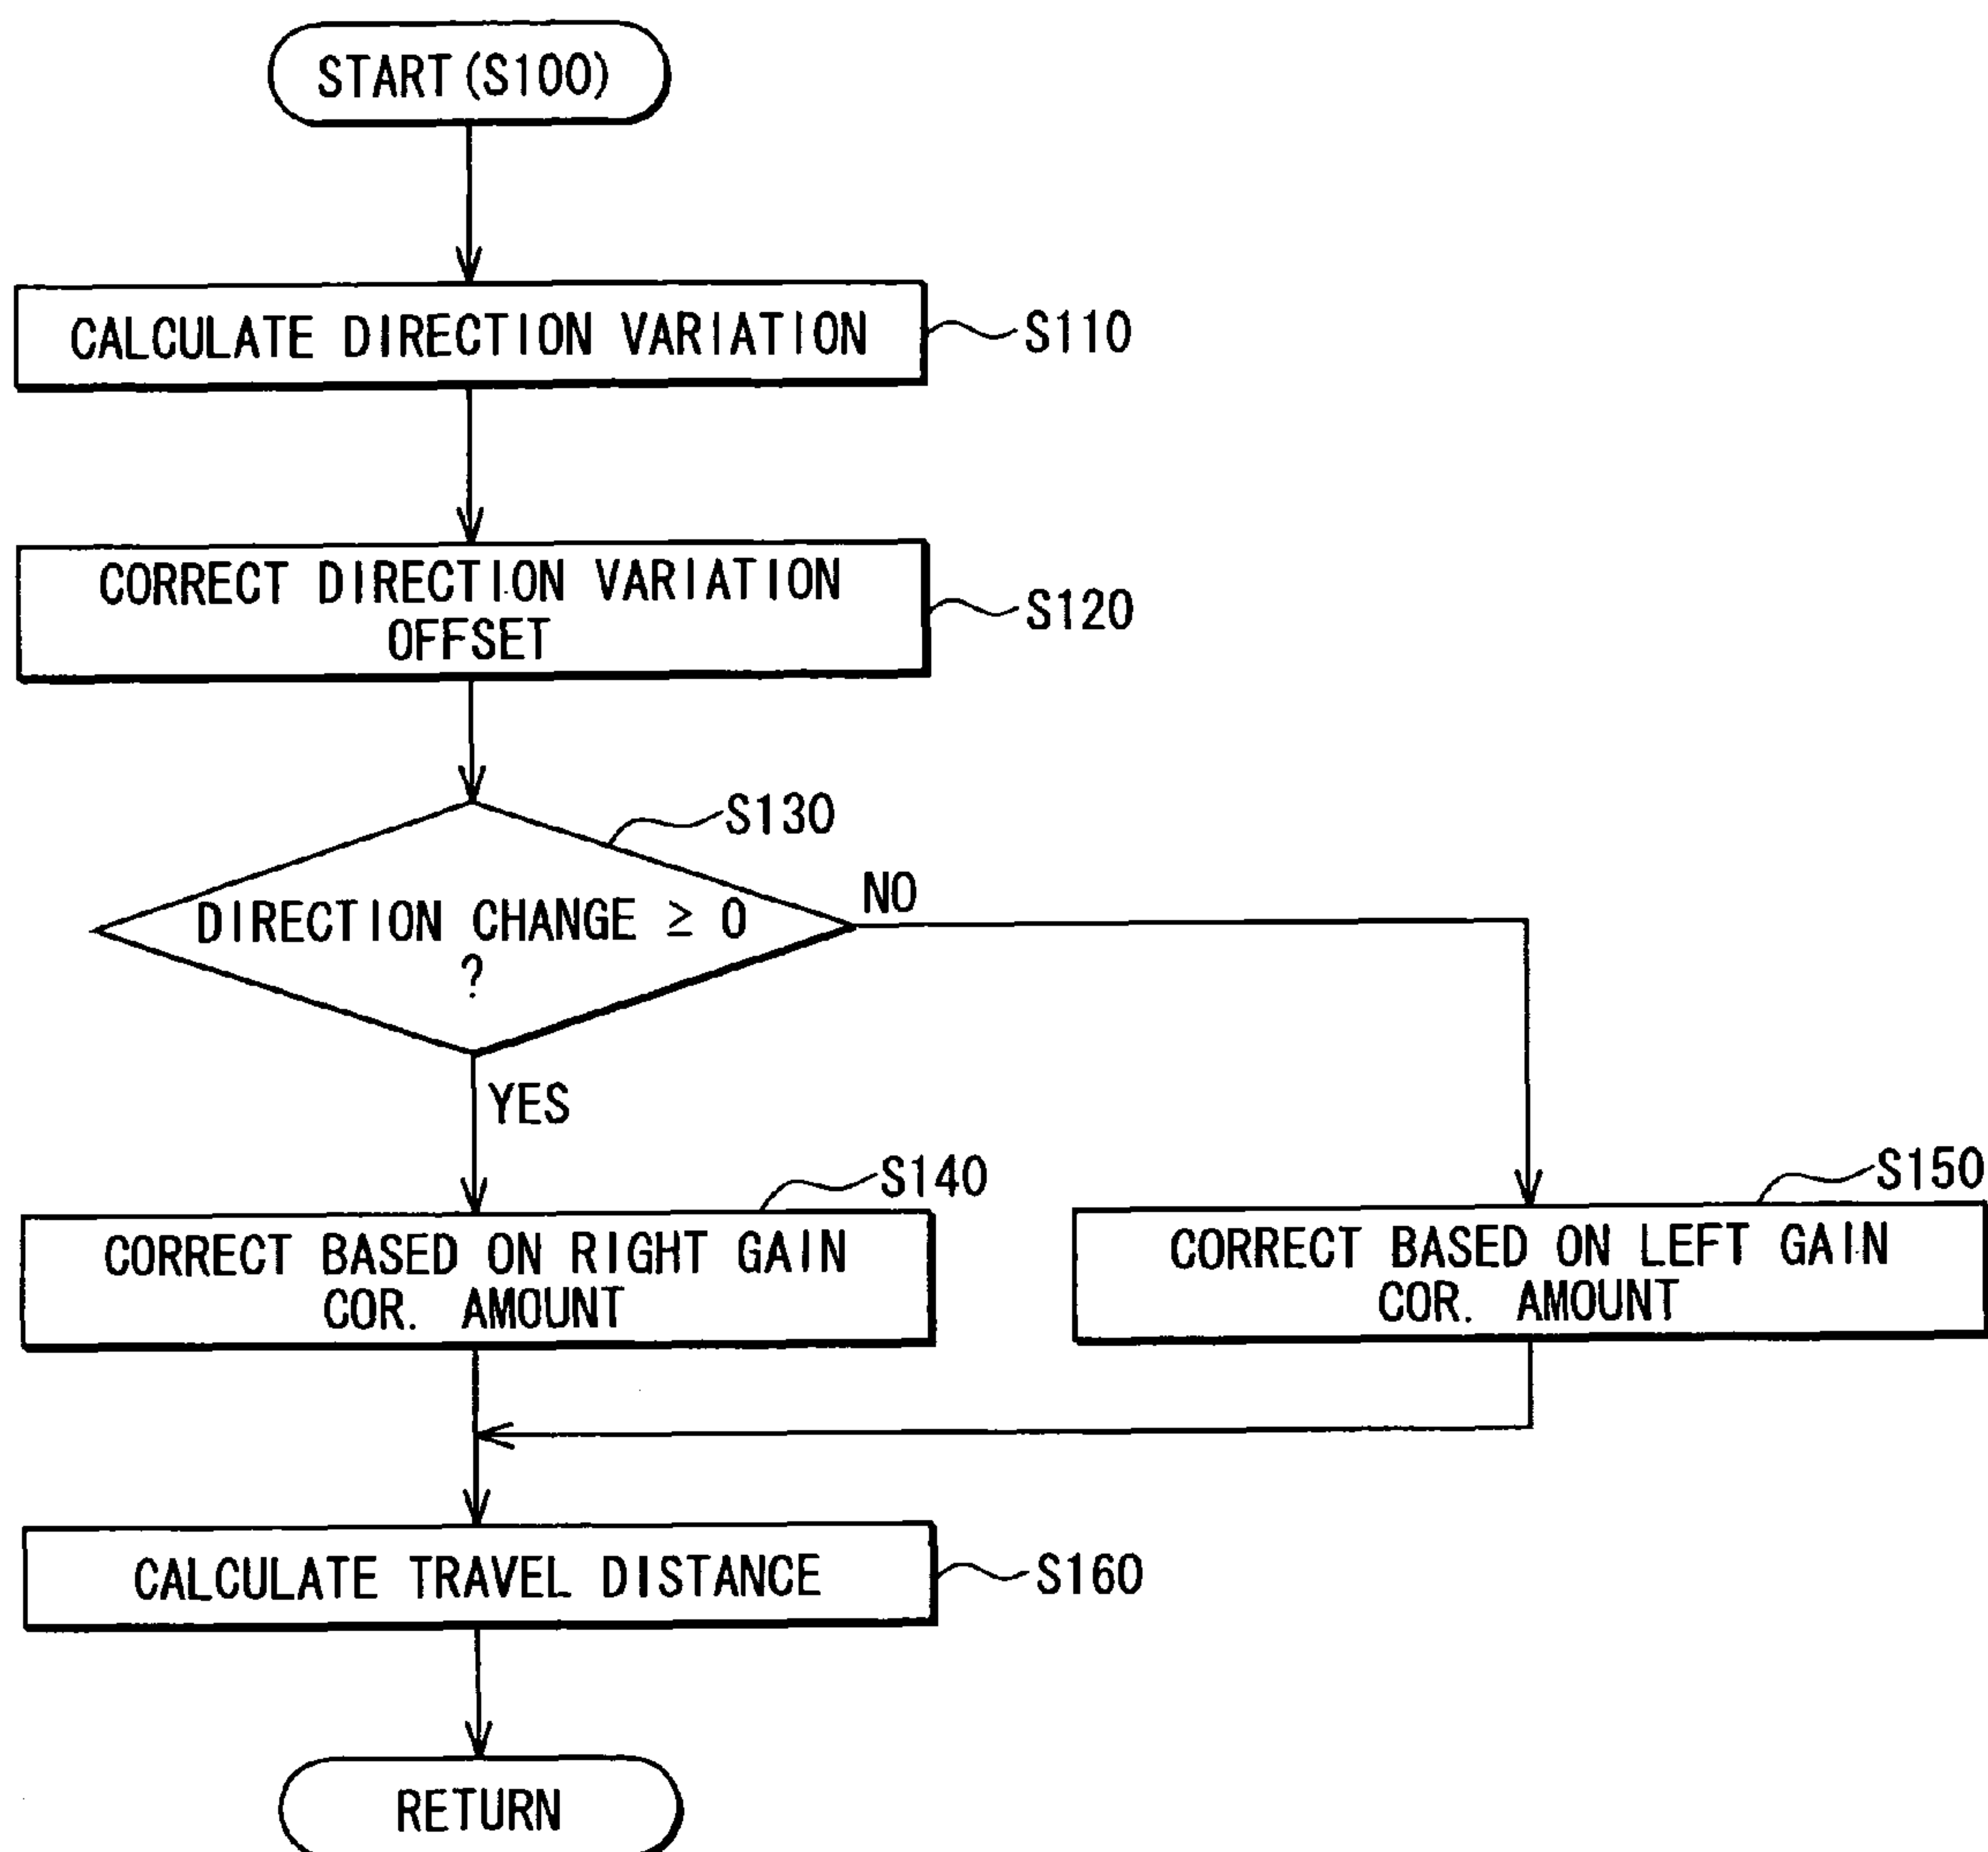 START(S100)
CALCULATE DIRECTION VARIATION
S110
CORRECT DIRECTION VARIATION
OFFSET
S120
S130
DIRECTION CHANGE ≥ 0
?
NO
YES
S140
CORRECT BASED ON RIGHT GAIN
COR. AMOUNT
S150
CORRECT BASED ON LEFT GAIN
COR. AMOUNT
CALCULATE TRAVEL DISTANCE
S160
RETURN